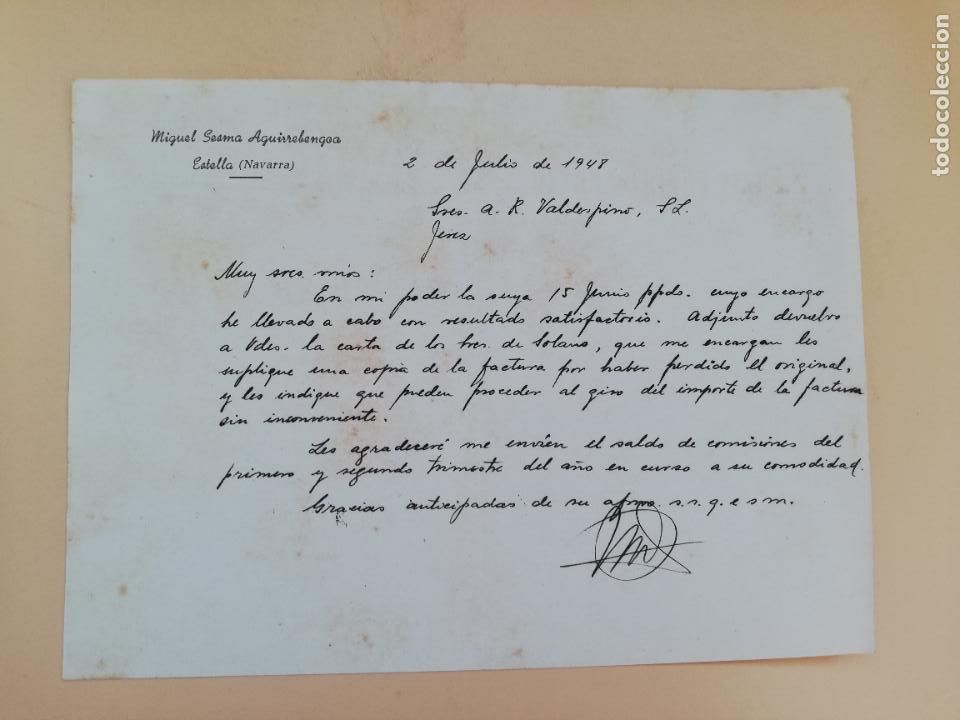 Miguel Sesma Aguirrebengoa
Estella (Navarra)
2 de Julio de 1948
Sres. A. R. Valdespino, S L.
Jerez
Muy sres. mios:
En mi poder la suya 15 Junio ppdo. cuyo encargo
he llevado a cabo con resultado satisfactorio. Adjunto devuelvo
a Vdes. la carta de los Sres. de Solano, que me encargan les
suplique una copia de la factura por haber perdido el original,
y les indique que pueden proceder al giro del importe de la factura
sin inconveniente.
Les agradeceré me envíen el saldo de comisiones del
primero y segundo trimestre del año en curso a su comodidad.
Gracias anticipadas de su afmo. s.s. q. e s m.
todocoleccion